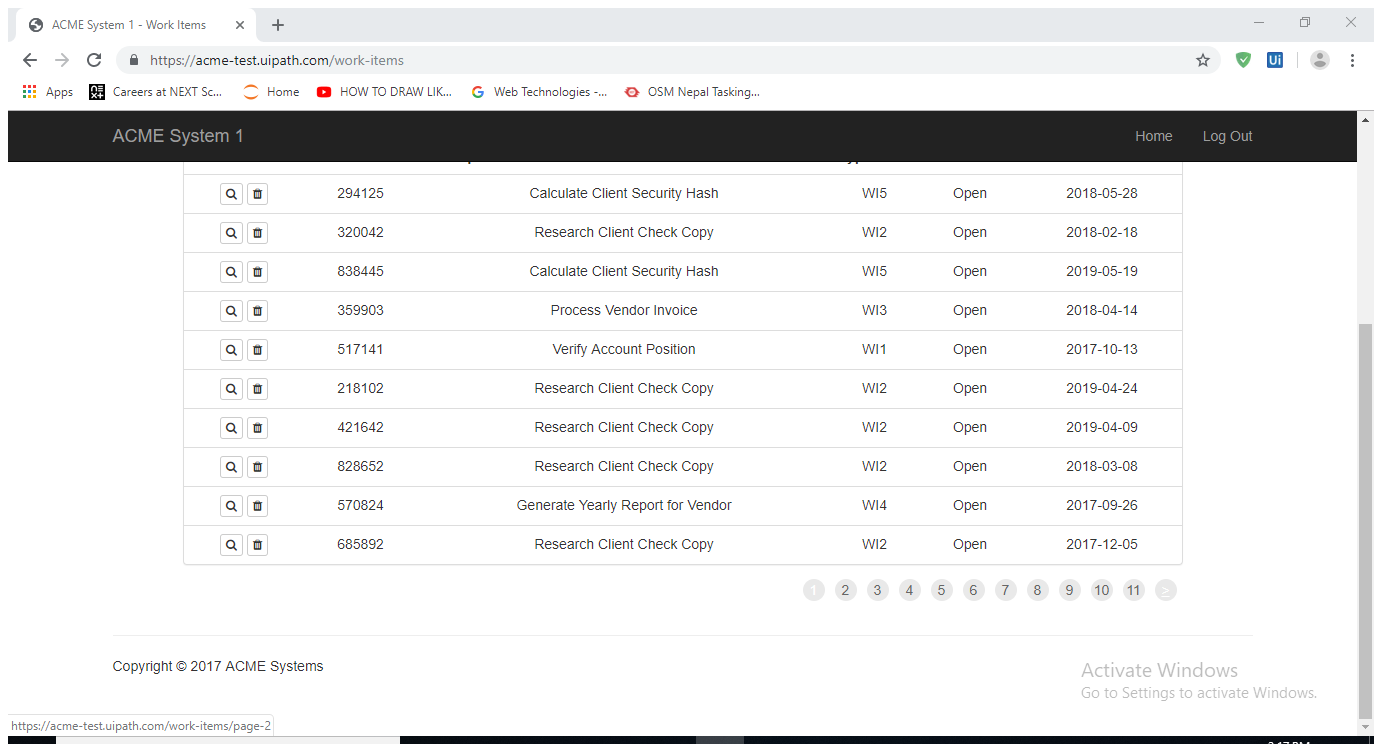 ACME System 1 - Work Items
https://acme-test.uipath.com/work-items
Apps Careers at NEXT Sc... Home HOW TO DRAW LIK... Web Technologies -... OSM Nepal Tasking...
ACME System 1 Home Log Out
294125 Calculate Client Security Hash WI5 Open 2018-05-28
320042 Research Client Check Copy WI2 Open 2018-02-18
838445 Calculate Client Security Hash WI5 Open 2019-05-19
359903 Process Vendor Invoice WI3 Open 2018-04-14
517141 Verify Account Position WI1 Open 2017-10-13
218102 Research Client Check Copy WI2 Open 2019-04-24
421642 Research Client Check Copy WI2 Open 2019-04-09
828652 Research Client Check Copy WI2 Open 2018-03-08
570824 Generate Yearly Report for Vendor WI4 Open 2017-09-26
685892 Research Client Check Copy WI2 Open 2017-12-05
1 2 3 4 5 6 7 8 9 10 11 >
Copyright © 2017 ACME Systems
Activate Windows
Go to Settings to activate Windows.
https://acme-test.uipath.com/work-items/page-2